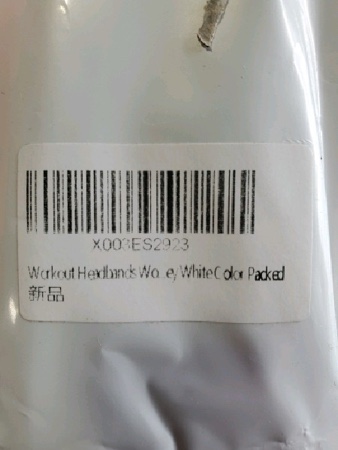 X003ES2923
Workout Headbands White Color Packed
新品